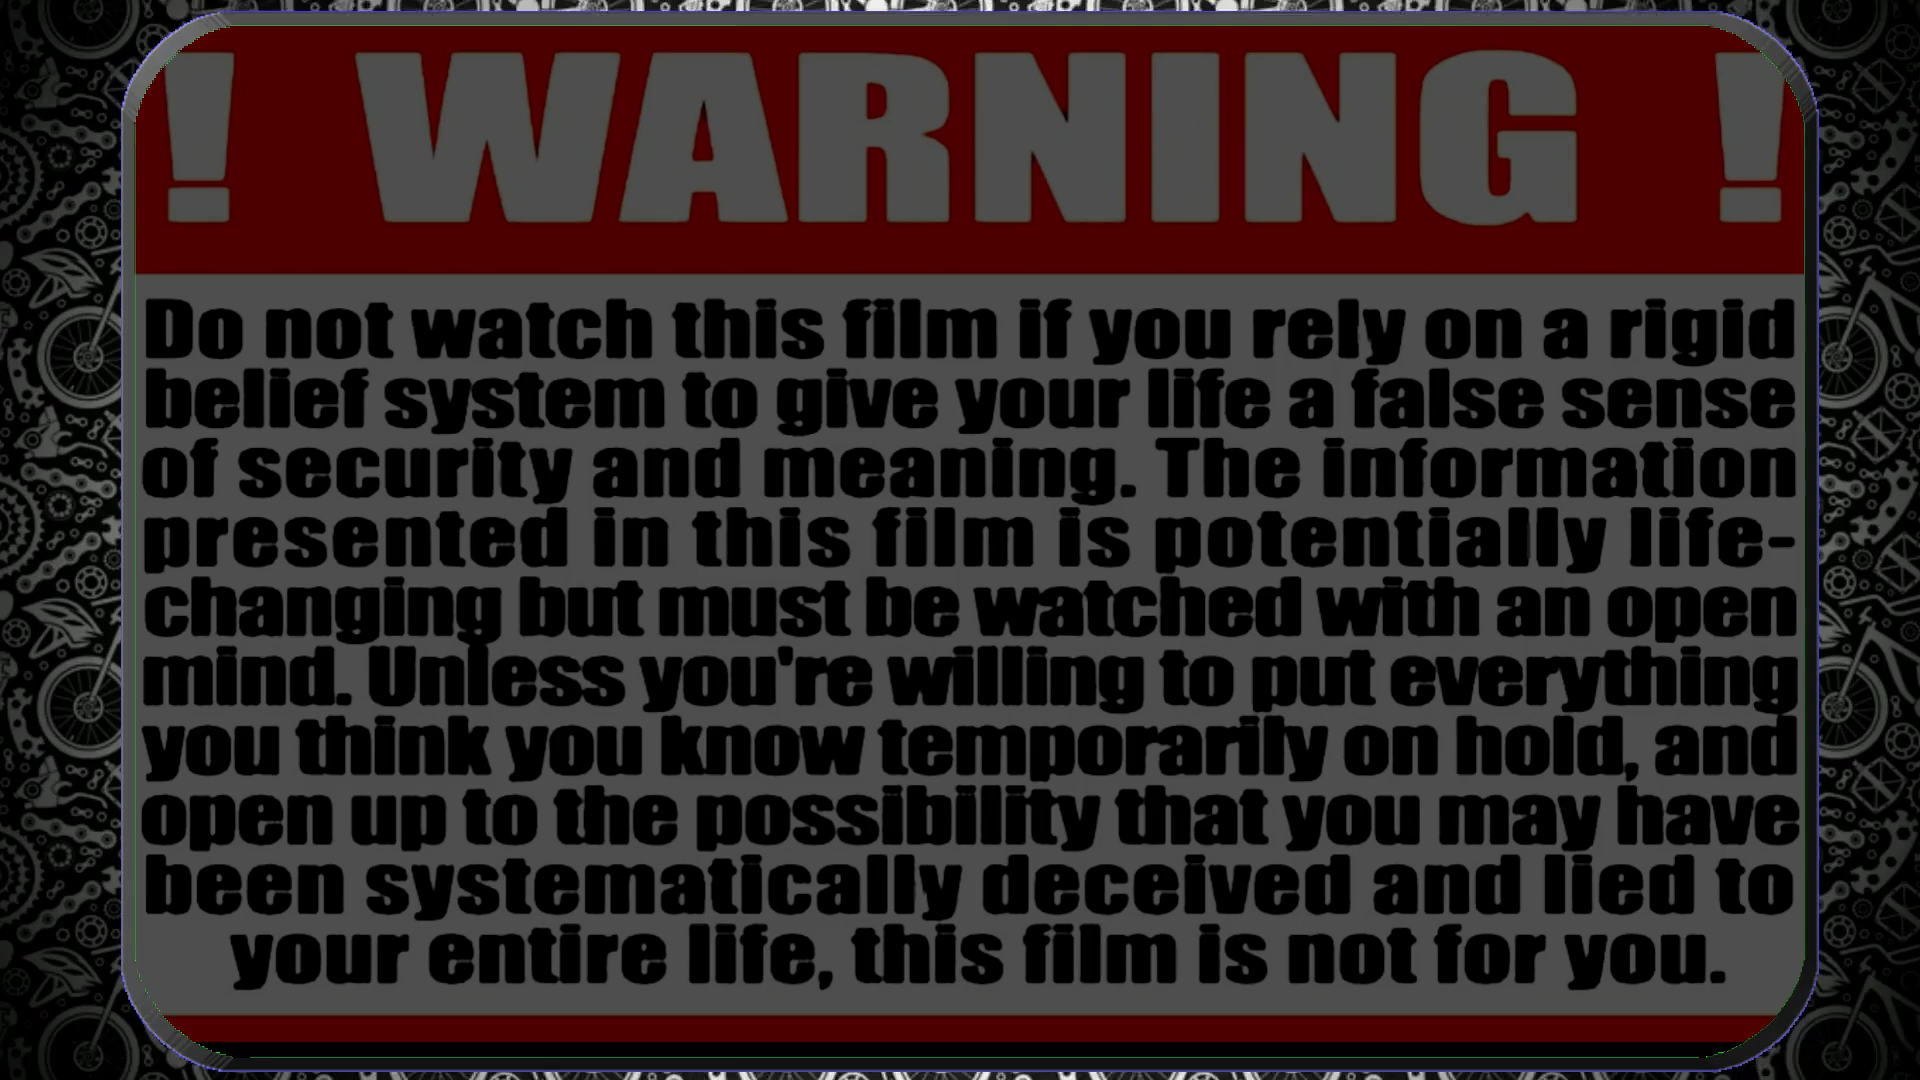 ! WARNING !
Do not watch this film if you rely on a rigid
belief system to give your life a false sense
of security and meaning. The information
presented in this film is potentially life-
changing but must be watched with an open
mind. Unless you're willing to put everything
you think you know temporarily on hold, and
open up to the possibility that you may have
been systematically deceived and lied to
your entire life, this film is not for you.